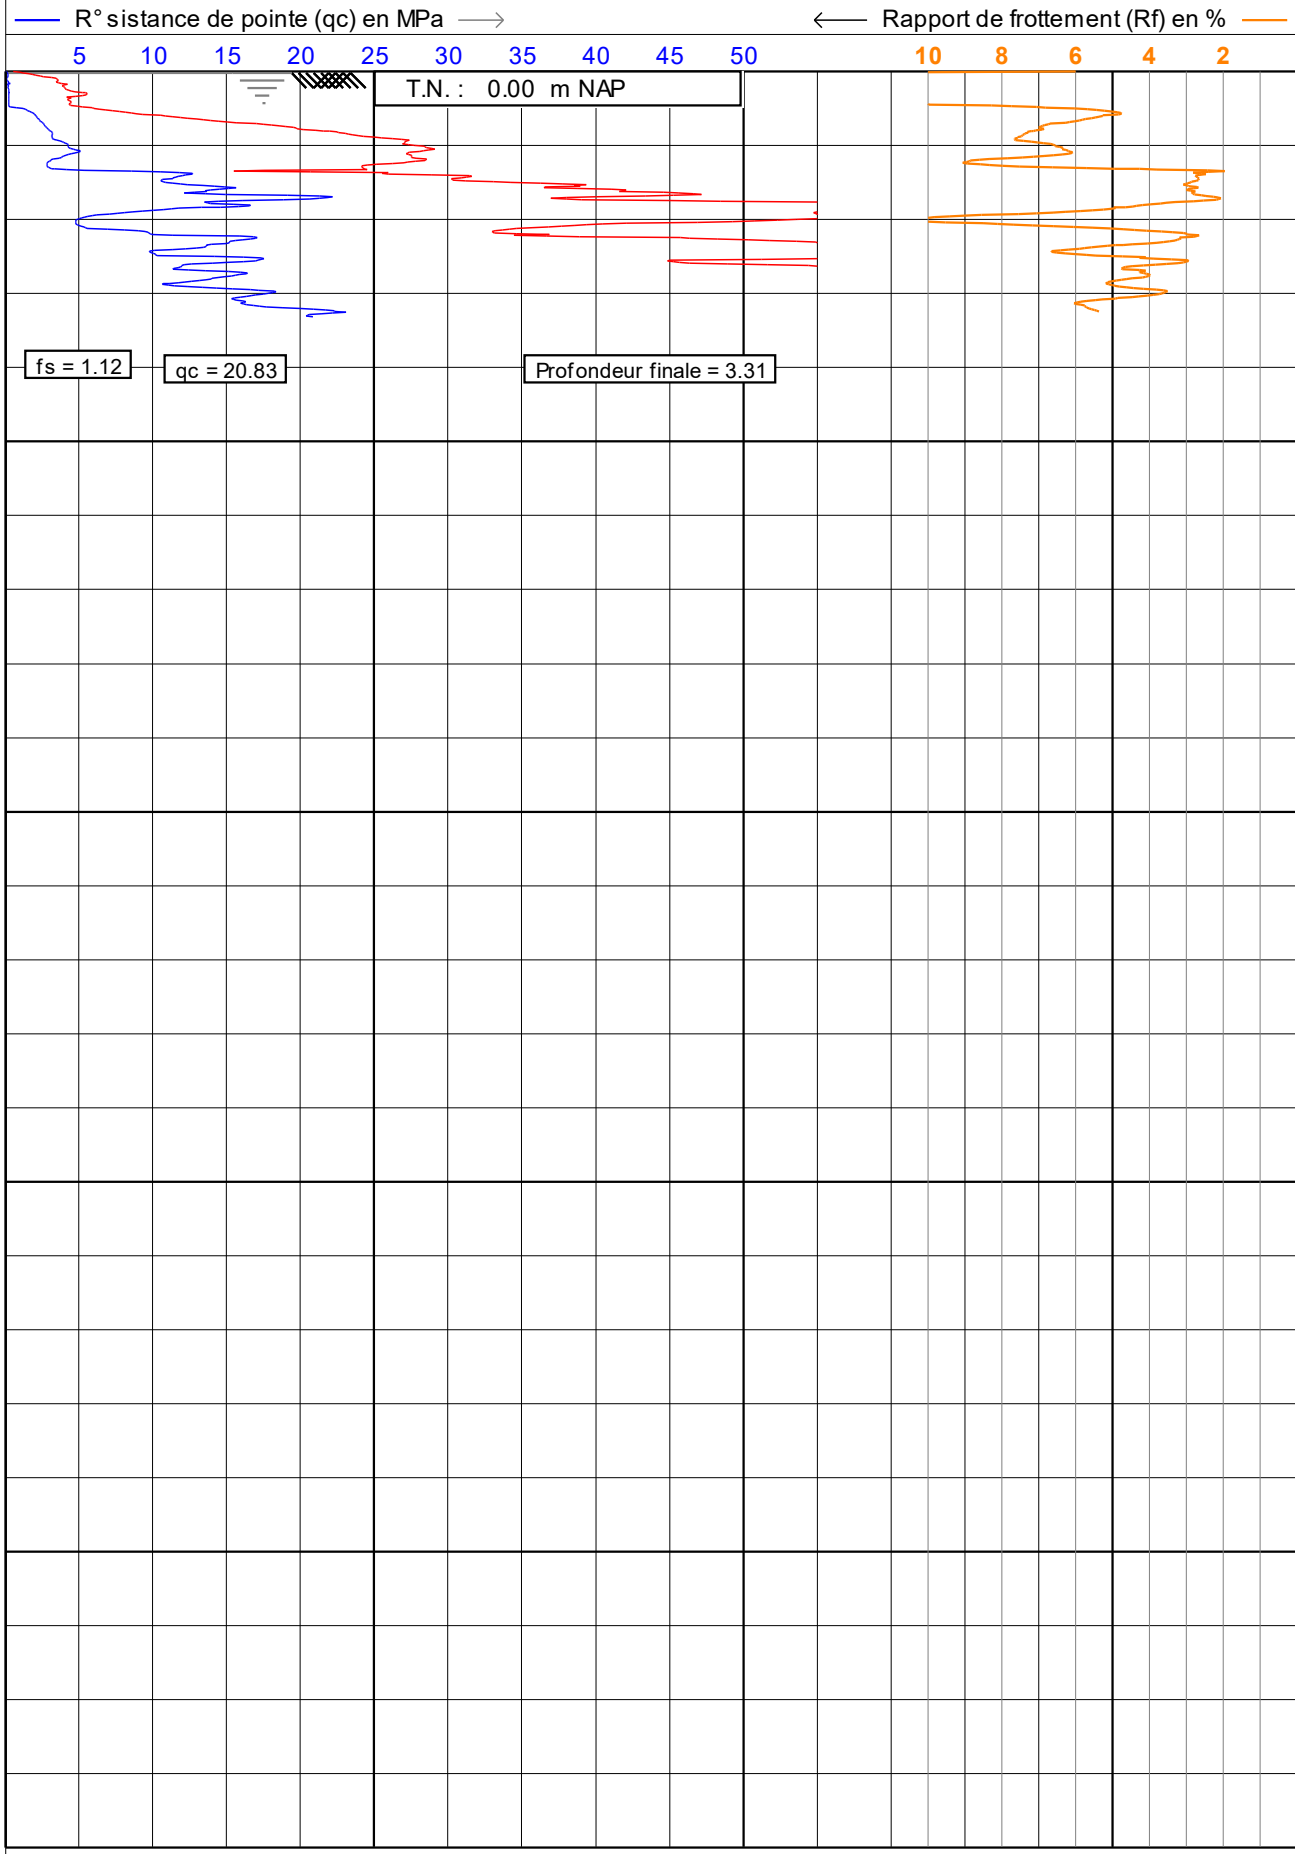 R° sistance de pointe (qc) en MPa
Rapport de frottement (Rf) en %
5 10 15 20 25 30 35 40 45 50 10 8 6 4 2
T.N. : 0.00 m NAP
fs = 1.12
qc = 20.83
Profondeur finale = 3.31